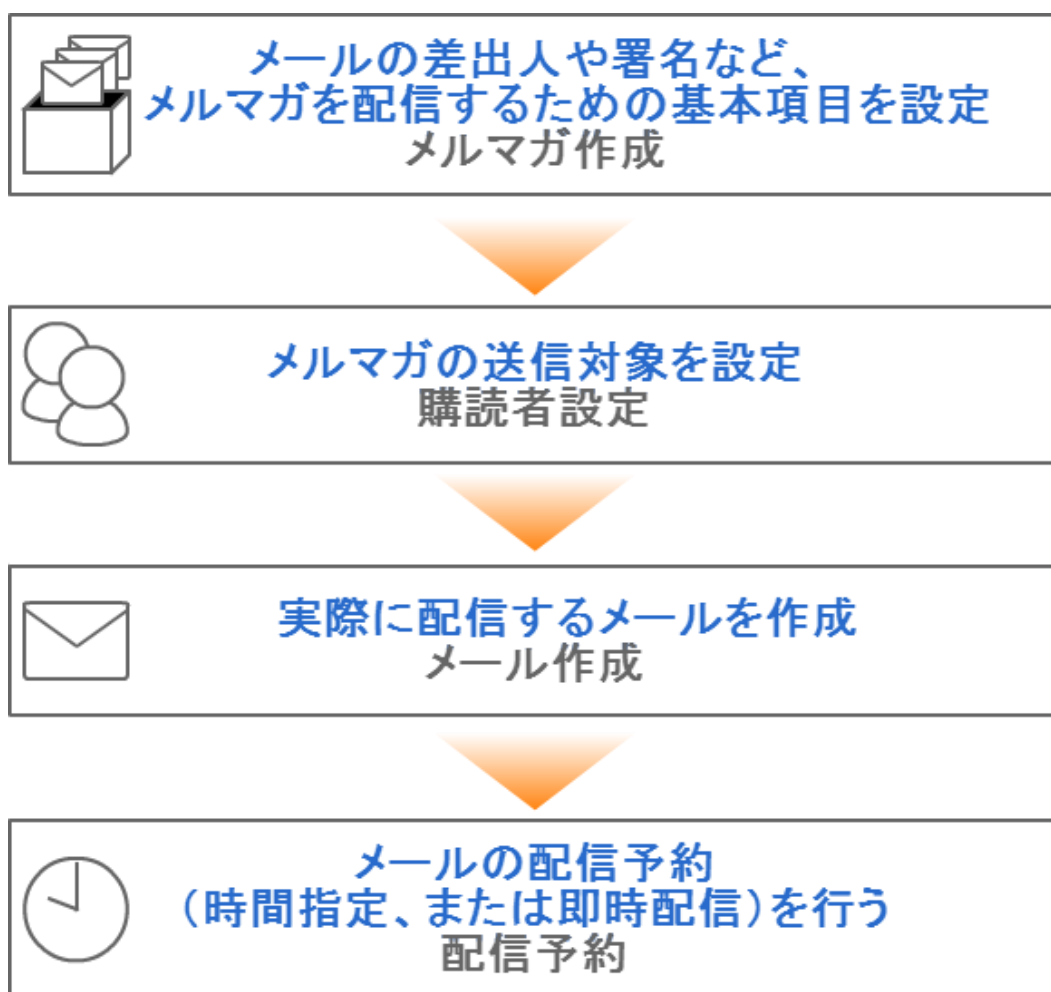 メールの差出人や署名など、
メルマガを配信するための基本項目を設定
メルマガ作成
メルマガの送信対象を設定
購読者設定
実際に配信するメールを作成
メール作成
メールの配信予約
（時間指定、または即時配信）を行う
配信予約